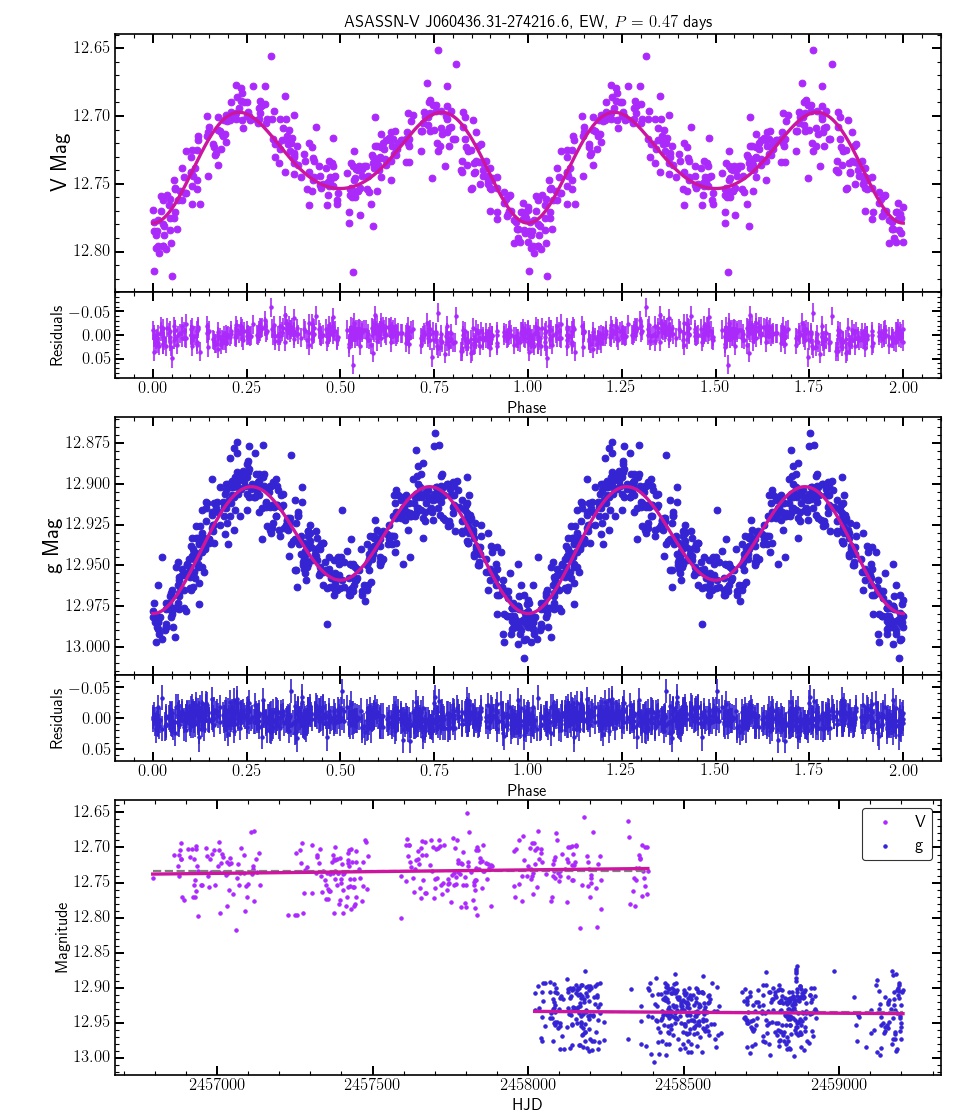 ASASSN-V J060436.31-274216.6, EW, P = 0.47 days
12.65
12.70
12.75
12.80
V Mag
−0.05
0.00
0.05
Residuals
0.00 0.25 0.50 0.75 1.00 1.25 1.50 1.75 2.00
Phase
12.875
12.900
12.925
12.950
12.975
13.000
g Mag
−0.05
0.00
0.05
Residuals
0.00 0.25 0.50 0.75 1.00 1.25 1.50 1.75 2.00
Phase
12.65
12.70
12.75
12.80
12.85
12.90
12.95
13.00
Magnitude
V
g
2457000 2457500 2458000 2458500 2459000
HJD